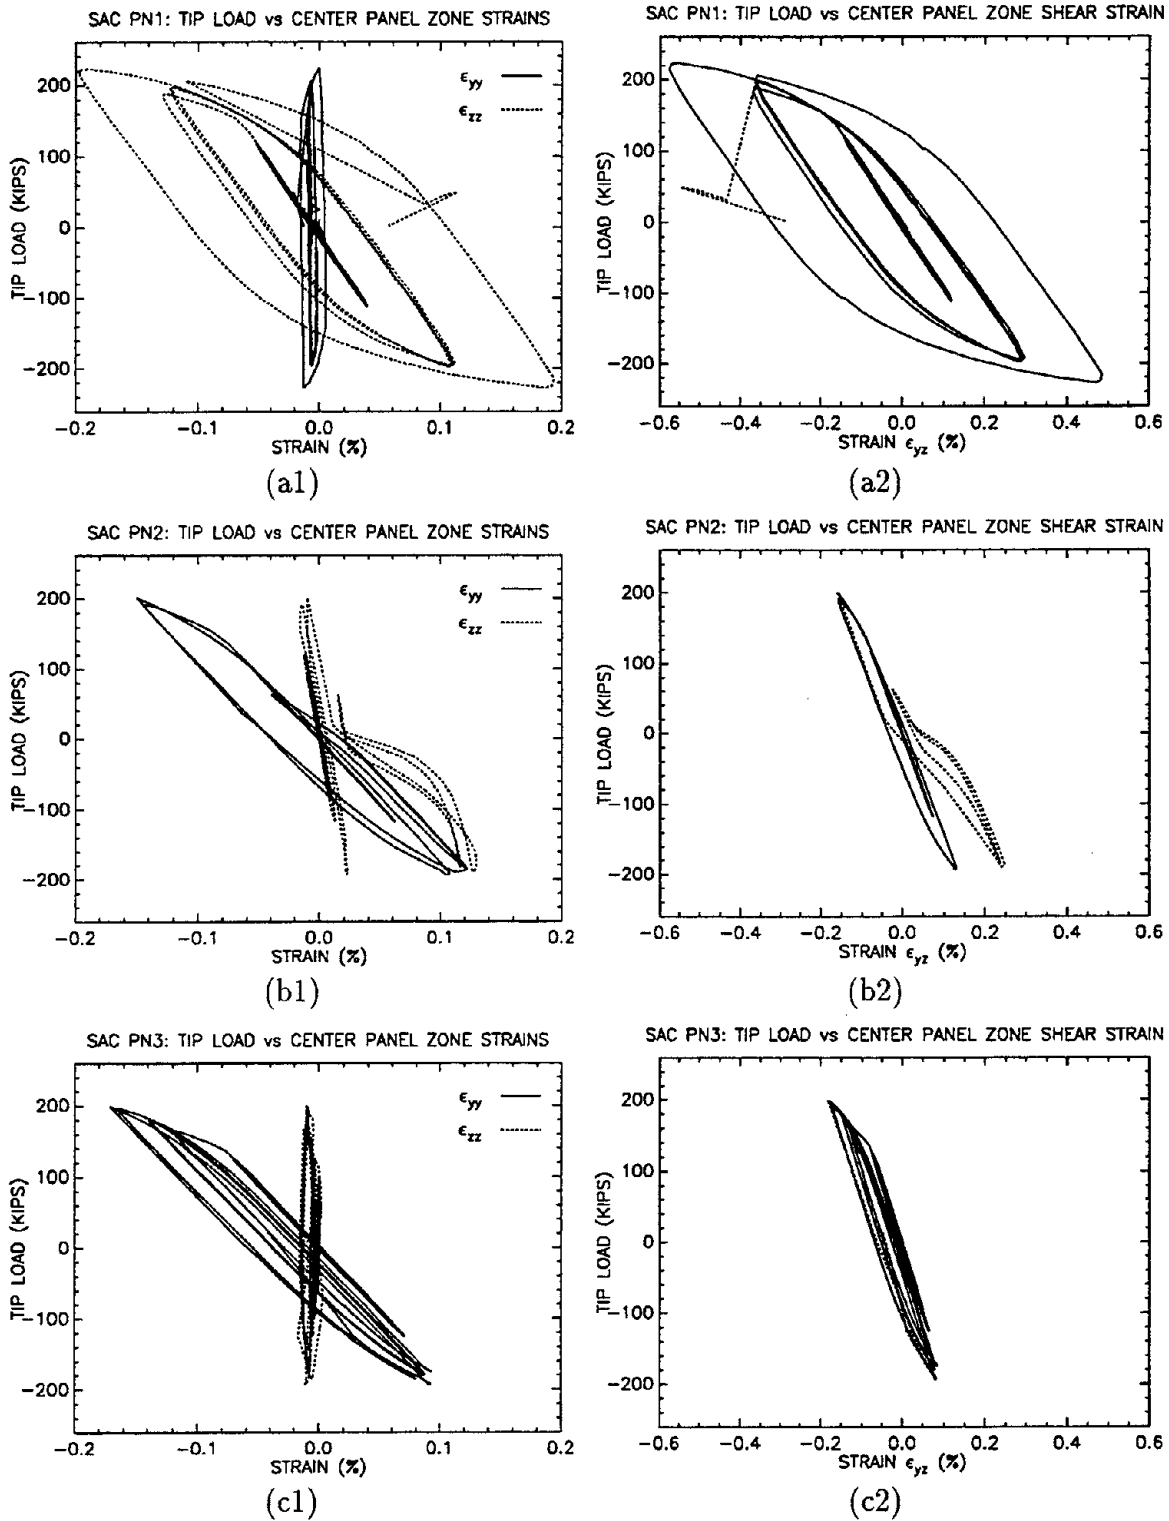 SAC PN1: TIP LOAD vs CENTER PANEL ZONE STRAINS
TIP LOAD (KIPS)
200
100
0
−100
−200
ϵyy
ϵzz
−0.2 −0.1 0.0 0.1 0.2
STRAIN (%)
(a1)
SAC PN1: TIP LOAD vs CENTER PANEL ZONE SHEAR STRAIN
TIP LOAD (KIPS)
200
100
0
−100
−200
−0.6 −0.4 −0.2 0.0 0.2 0.4 0.6
STRAIN ϵyz (%)
(a2)
SAC PN2: TIP LOAD vs CENTER PANEL ZONE STRAINS
TIP LOAD (KIPS)
200
100
0
−100
−200
ϵyy
ϵzz
−0.2 −0.1 0.0 0.1 0.2
STRAIN (%)
(b1)
SAC PN2: TIP LOAD vs CENTER PANEL ZONE SHEAR STRAIN
TIP LOAD (KIPS)
200
100
0
−100
−200
−0.6 −0.4 −0.2 0.0 0.2 0.4 0.6
STRAIN ϵyz (%)
(b2)
SAC PN3: TIP LOAD vs CENTER PANEL ZONE STRAINS
TIP LOAD (KIPS)
200
100
0
−100
−200
ϵyy
ϵzz
−0.2 −0.1 0.0 0.1 0.2
STRAIN (%)
(c1)
SAC PN3: TIP LOAD vs CENTER PANEL ZONE SHEAR STRAIN
TIP LOAD (KIPS)
200
100
0
−100
−200
−0.6 −0.4 −0.2 0.0 0.2 0.4 0.6
STRAIN ϵyz (%)
(c2)